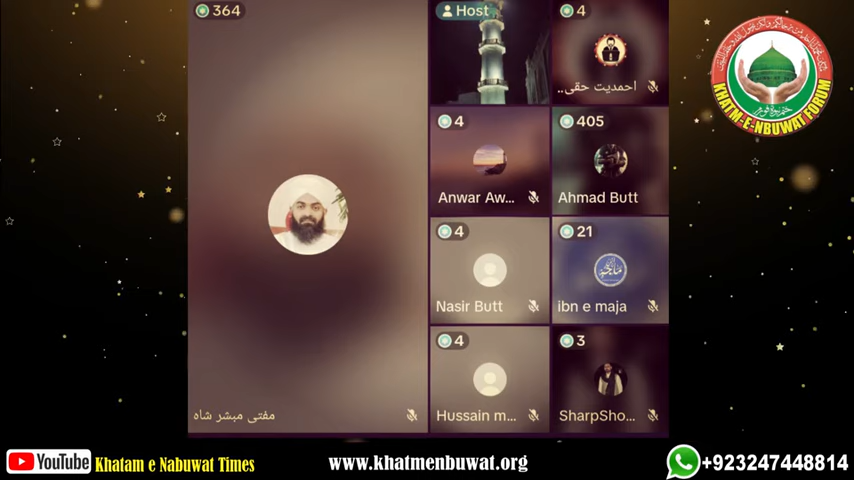 364
Host
4
احمدیت حقی..
4
Anwar Aw...
405
Ahmad Butt
4
Nasir Butt
21
ibn e maja
4
Hussain m...
3
SharpSho...
مفتی مبشر شاہ
KHATM-E-NBUWAT FORUM
YouTube Khatam e Nabuwat Times
www.khatmenbuwat.org
+923247448814